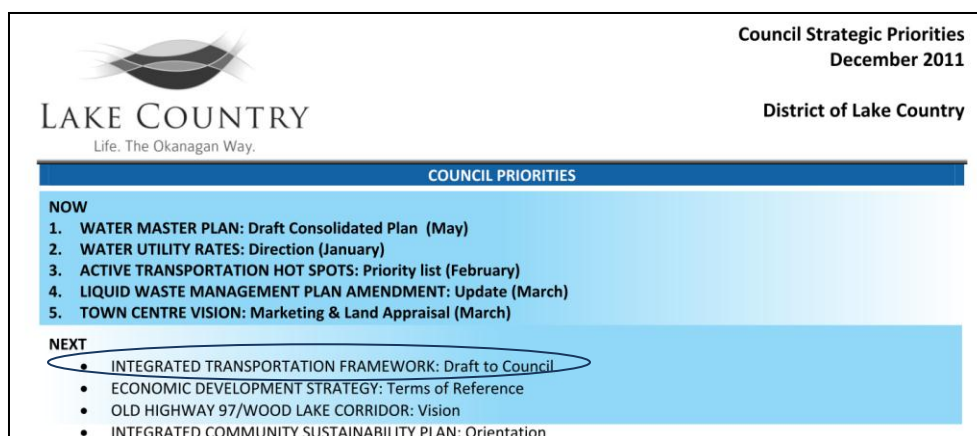 Council Strategic Priorities
December 2011
District of Lake Country
LAKE COUNTRY
Life. The Okanagan Way.
COUNCIL PRIORITIES
NOW
1. WATER MASTER PLAN: Draft Consolidated Plan (May)
2. WATER UTILITY RATES: Direction (January)
3. ACTIVE TRANSPORTATION HOT SPOTS: Priority list (February)
4. LIQUID WASTE MANAGEMENT PLAN AMENDMENT: Update (March)
5. TOWN CENTRE VISION: Marketing & Land Appraisal (March)
NEXT
• INTEGRATED TRANSPORTATION FRAMEWORK: Draft to Council
• ECONOMIC DEVELOPMENT STRATEGY: Terms of Reference
• OLD HIGHWAY 97/WOOD LAKE CORRIDOR: Vision
• INTEGRATED COMMUNITY SUSTAINABILITY PLAN: Orientation